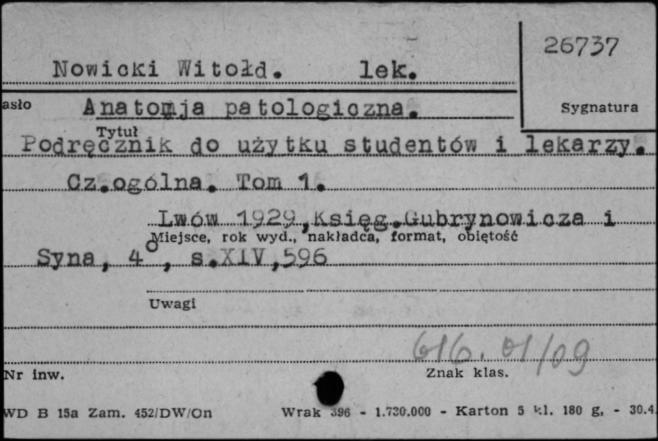 26737
Nowicki Witołd. lek.
asło Anatomja patologiczna. Sygnatura
Tytuł
Podręcznik do użytku studentów i lekarzy.
Cz.ogólna. Tom 1.
Lwów 1929,Księg.Gubrynowicza i
Miejsce, rok wyd., nakładca, format, objętość
Syna, 4°, s.XIV,596
Uwagi
616.01/09
Nr inw. Znak klas.
WD B 15a Zam. 452/DW/On Wrak 396 - 1.730.000 - Karton 5 kl. 180 g. - 30.4